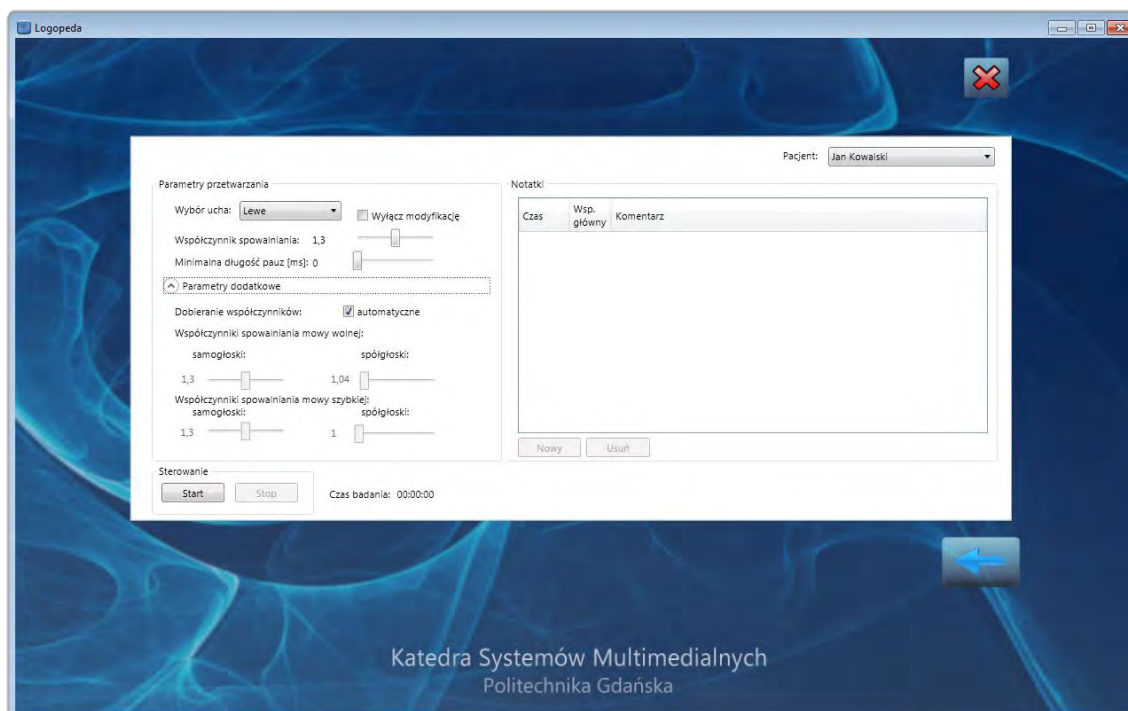 Logopeda
Pacjent: Jan Kowalski
Parametry przetwarzania
Wybór ucha: Lewe
Wyłącz modyfikację
Współczynnik spowalniania: 1,3
Minimalna długość pauz [ms]: 0
Parametry dodatkowe
Dobieranie współczynników: automatyczne
Współczynniki spowalniania mowy wolnej:
samogłoski: spółgłoski:
1,3 1,04
Współczynniki spowalniania mowy szybkiej:
samogłoski: spółgłoski:
1,3 1
Notatki
Czas Wsp. główny Komentarz
Nowy Usuń
Sterowanie
Start Stop Czas badania: 00:00:00
Katedra Systemów Multimedialnych
Politechnika Gdańska